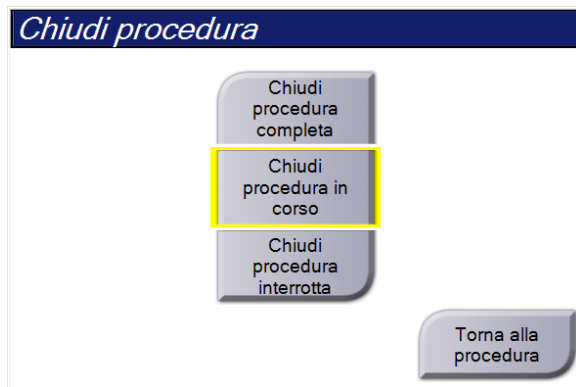 Chiudi procedura
Chiudi
procedura
completa
Chiudi
procedura in
corso
Chiudi
procedura
interrotta
Torna alla
procedura